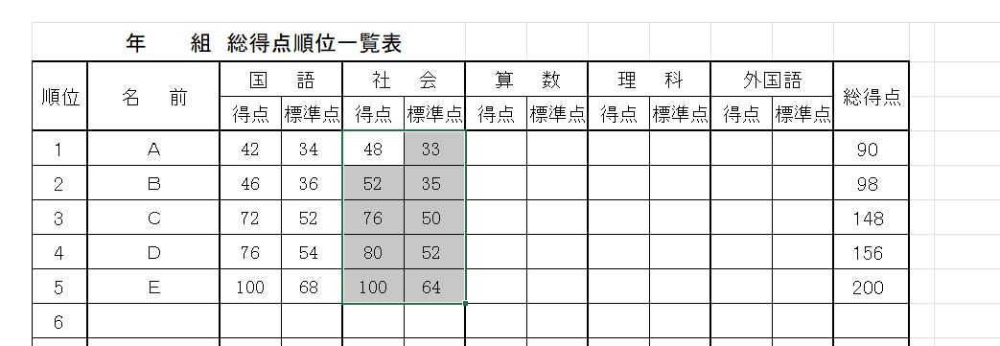 年 組 総得点順位一覧表
順位 名 前 国 語 社 会 算 数 理 科 外国語 総得点
得点 標準点 得点 標準点 得点 標準点 得点 標準点 得点 標準点
1 A 42 34 48 33 90
2 B 46 36 52 35 98
3 C 72 52 76 50 148
4 D 76 54 80 52 156
5 E 100 68 100 64 200
6